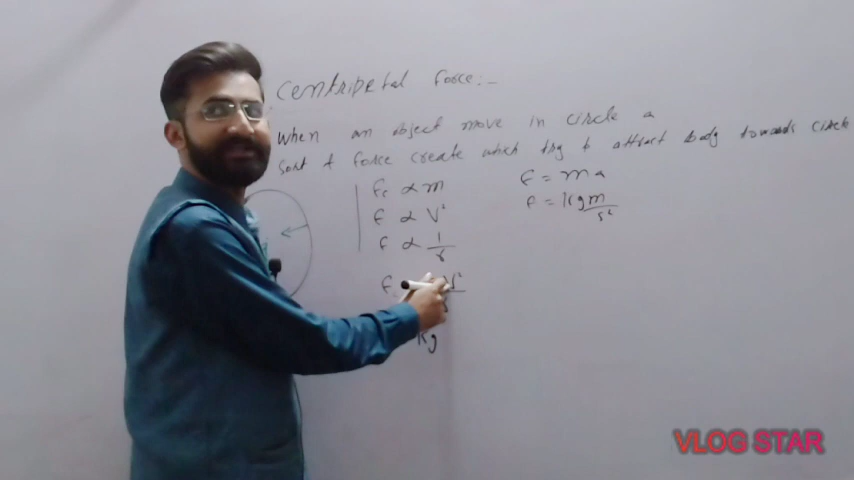 Centripetal force:-
When an object move in circle a
sort of force create which try to attract body towards circle
Fc ∝ m
F ∝ V²
F ∝ 1/r
F = ma
F = kg m/s²
F
V²
kg
VLOG STAR